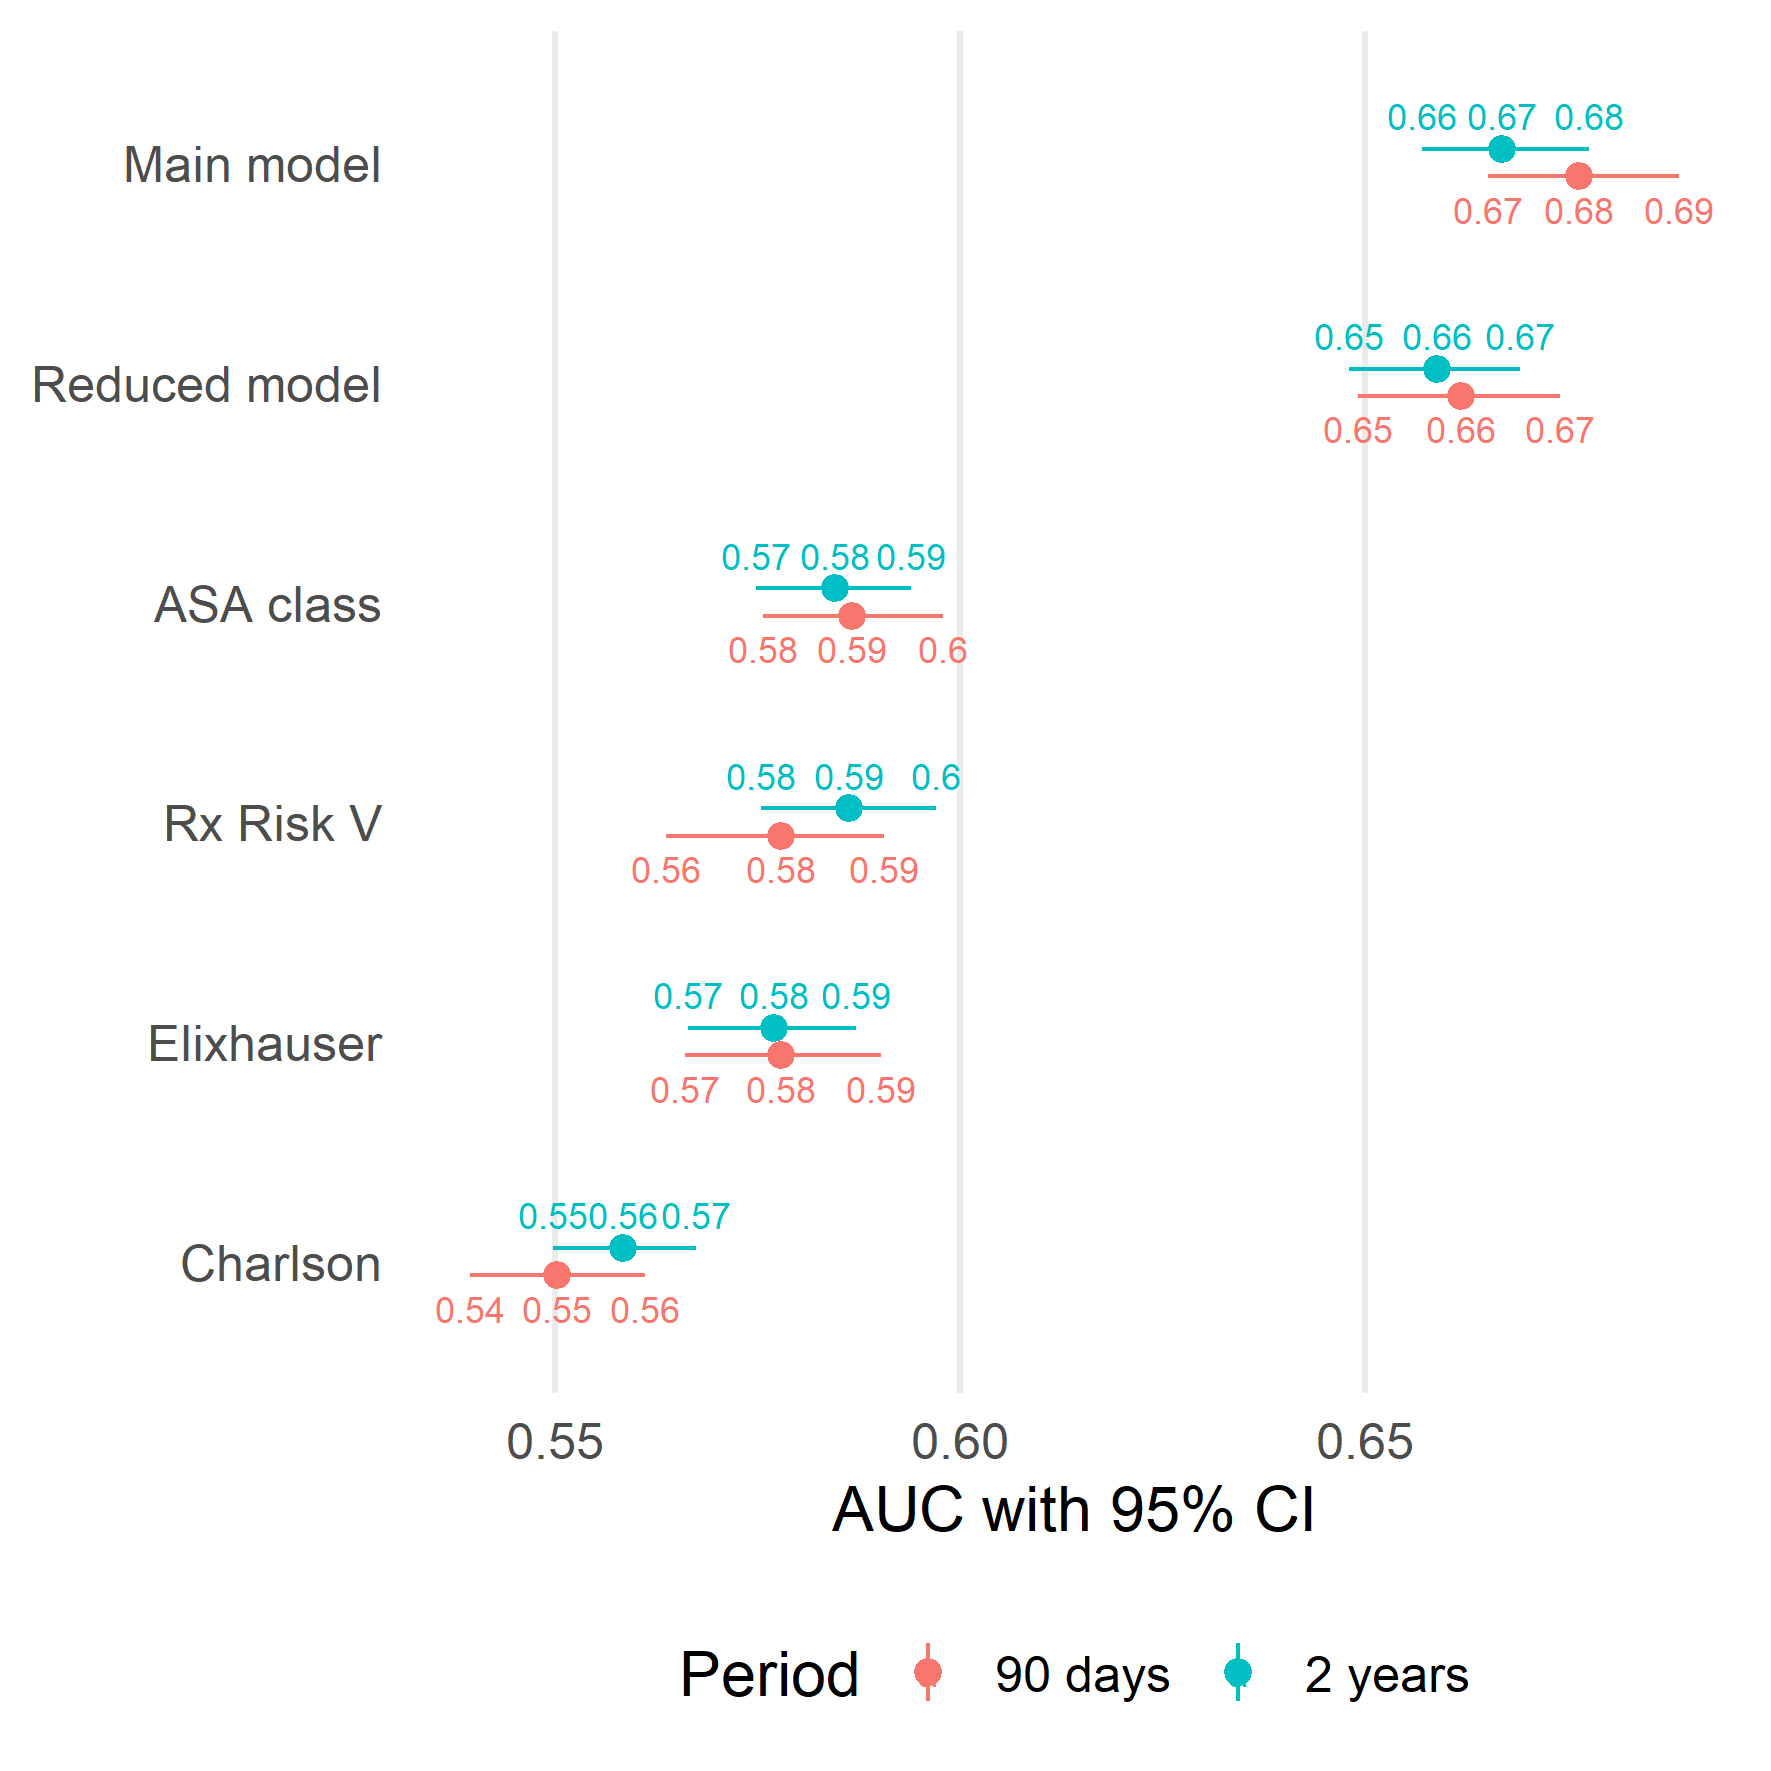 0.66 0.67 0.68
Main model
0.67 0.68 0.69
0.65 0.66 0.67
Reduced model
0.65 0.66 0.67
0.57 0.58 0.59
ASA class
0.58 0.59 0.6
0.58 0.59 0.6
Rx Risk V
0.56 0.58 0.59
0.57 0.58 0.59
Elixhauser
0.57 0.58 0.59
0.55 0.56 0.57
Charlson
0.54 0.55 0.56
0.55 0.60 0.65
AUC with 95% CI
Period 90 days 2 years